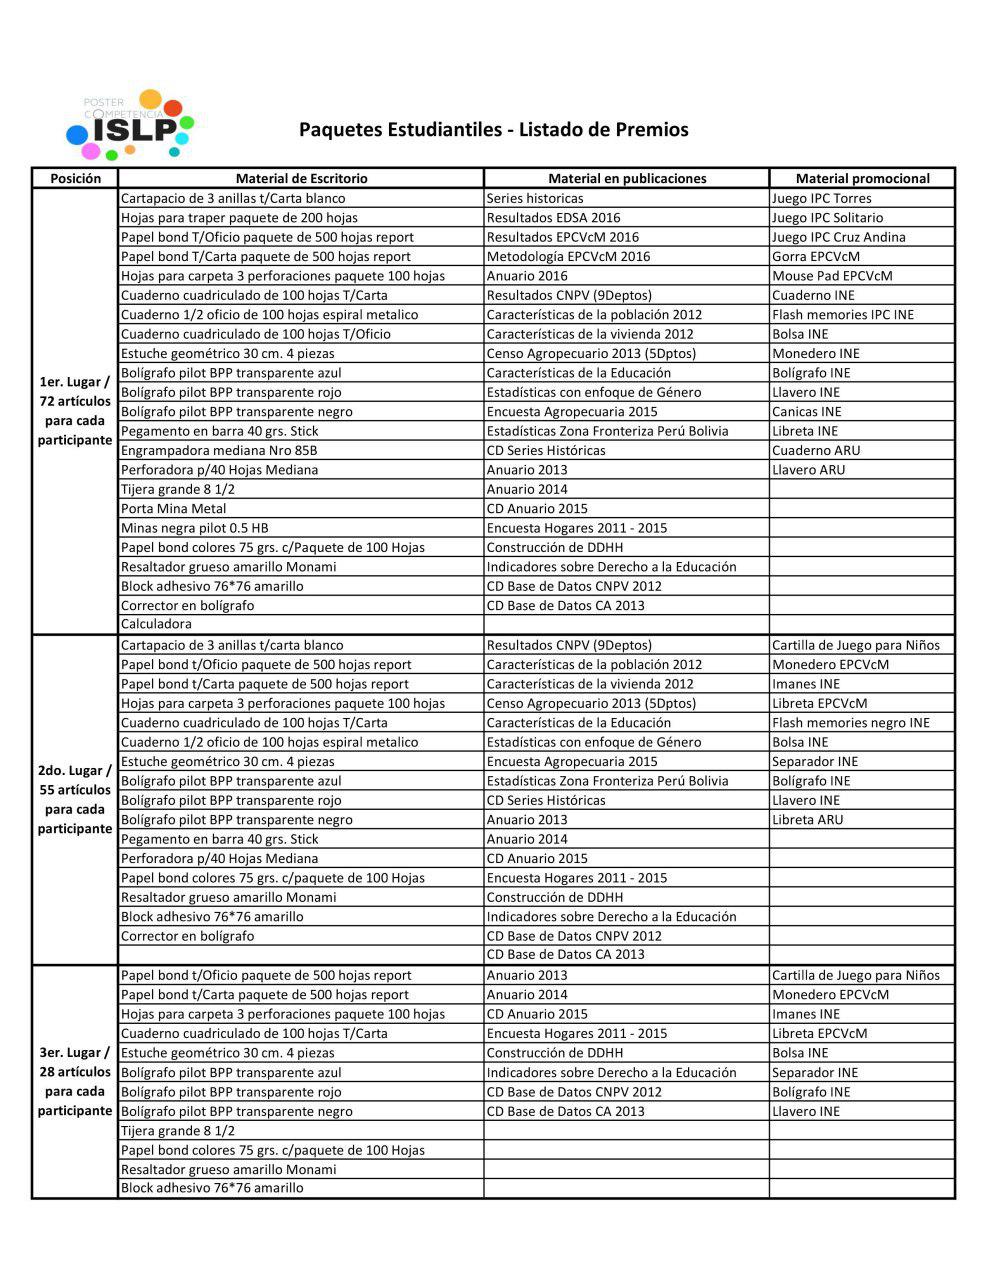 POSTER
COMPETENCIA
ISLP
Paquetes Estudiantiles - Listado de Premios
Posición Material de Escritorio Material en publicaciones Material promocional
1er. Lugar /
72 artículos
para cada
participante
Cartapacio de 3 anillas t/Carta blanco Series historicas Juego IPC Torres
Hojas para traper paquete de 200 hojas Resultados EDSA 2016 Juego IPC Solitario
Papel bond T/Oficio paquete de 500 hojas report Resultados EPCVcM 2016 Juego IPC Cruz Andina
Papel bond T/Carta paquete de 500 hojas report Metodología EPCVcM 2016 Gorra EPCVcM
Hojas para carpeta 3 perforaciones paquete 100 hojas Anuario 2016 Mouse Pad EPCVcM
Cuaderno cuadriculado de 100 hojas T/Carta Resultados CNPV (9Deptos) Cuaderno INE
Cuaderno 1/2 oficio de 100 hojas espiral metalico Características de la población 2012 Flash memories IPC INE
Cuaderno cuadriculado de 100 hojas T/Oficio Características de la vivienda 2012 Bolsa INE
Estuche geométrico 30 cm. 4 piezas Censo Agropecuario 2013 (5Dptos) Monedero INE
Bolígrafo pilot BPP transparente azul Características de la Educación Bolígrafo INE
Bolígrafo pilot BPP transparente rojo Estadísticas con enfoque de Género Llavero INE
Bolígrafo pilot BPP transparente negro Encuesta Agropecuaria 2015 Canicas INE
Pegamento en barra 40 grs. Stick Estadísticas Zona Fronteriza Perú Bolivia Libreta INE
Engrampadora mediana Nro 85B CD Series Históricas Cuaderno ARU
Perforadora p/40 Hojas Mediana Anuario 2013 Llavero ARU
Tijera grande 8 1/2 Anuario 2014
Porta Mina Metal CD Anuario 2015
Minas negra pilot 0.5 HB Encuesta Hogares 2011 - 2015
Papel bond colores 75 grs. c/Paquete de 100 Hojas Construcción de DDHH
Resaltador grueso amarillo Monami Indicadores sobre Derecho a la Educación
Block adhesivo 76*76 amarillo CD Base de Datos CNPV 2012
Corrector en bolígrafo CD Base de Datos CA 2013
Calculadora
2do. Lugar /
55 artículos
para cada
participante
Cartapacio de 3 anillas t/carta blanco Resultados CNPV (9Deptos) Cartilla de Juego para Niños
Papel bond t/Oficio paquete de 500 hojas report Características de la población 2012 Monedero EPCVcM
Papel bond t/Carta paquete de 500 hojas report Características de la vivienda 2012 Imanes INE
Hojas para carpeta 3 perforaciones paquete 100 hojas Censo Agropecuario 2013 (5Dptos) Libreta EPCVcM
Cuaderno cuadriculado de 100 hojas T/Carta Características de la Educación Flash memories negro INE
Cuaderno 1/2 oficio de 100 hojas espiral metalico Estadísticas con enfoque de Género Bolsa INE
Estuche geométrico 30 cm. 4 piezas Encuesta Agropecuaria 2015 Separador INE
Bolígrafo pilot BPP transparente azul Estadísticas Zona Fronteriza Perú Bolivia Bolígrafo INE
Bolígrafo pilot BPP transparente rojo CD Series Históricas Llavero INE
Bolígrafo pilot BPP transparente negro Anuario 2013 Libreta ARU
Pegamento en barra 40 grs. Stick Anuario 2014
Perforadora p/40 Hojas Mediana CD Anuario 2015
Papel bond colores 75 grs. c/paquete de 100 Hojas Encuesta Hogares 2011 - 2015
Resaltador grueso amarillo Monami Construcción de DDHH
Block adhesivo 76*76 amarillo Indicadores sobre Derecho a la Educación
Corrector en bolígrafo CD Base de Datos CNPV 2012
CD Base de Datos CA 2013
3er. Lugar /
28 artículos
para cada
participante
Papel bond t/Oficio paquete de 500 hojas report Anuario 2013 Cartilla de Juego para Niños
Papel bond t/Carta paquete de 500 hojas report Anuario 2014 Monedero EPCVcM
Hojas para carpeta 3 perforaciones paquete 100 hojas CD Anuario 2015 Imanes INE
Cuaderno cuadriculado de 100 hojas T/Carta Encuesta Hogares 2011 - 2015 Libreta EPCVcM
Estuche geométrico 30 cm. 4 piezas Construcción de DDHH Bolsa INE
Bolígrafo pilot BPP transparente azul Indicadores sobre Derecho a la Educación Separador INE
Bolígrafo pilot BPP transparente rojo CD Base de Datos CNPV 2012 Bolígrafo INE
Bolígrafo pilot BPP transparente negro CD Base de Datos CA 2013 Llavero INE
Tijera grande 8 1/2
Papel bond colores 75 grs. c/paquete de 100 Hojas
Resaltador grueso amarillo Monami
Block adhesivo 76*76 amarillo